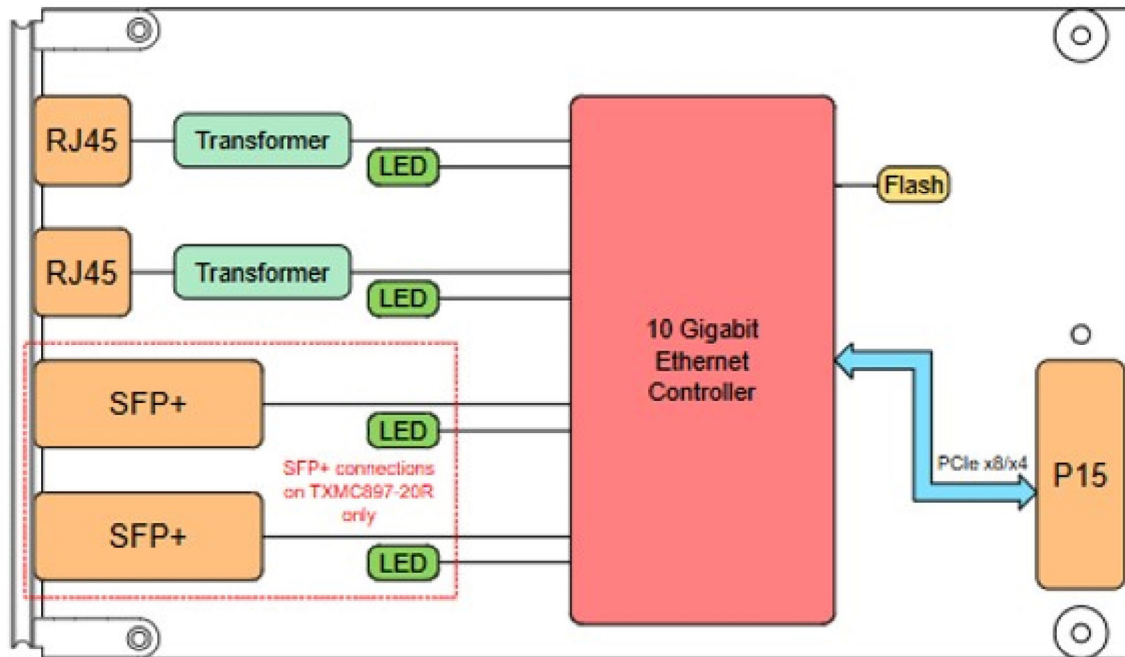 RJ45
Transformer
LED
Flash
RJ45
Transformer
LED
10 Gigabit
Ethernet
Controller
SFP+
LED
SFP+ connections
on TXMC897-20R
only
PCIe x8/x4
P15
SFP+
LED